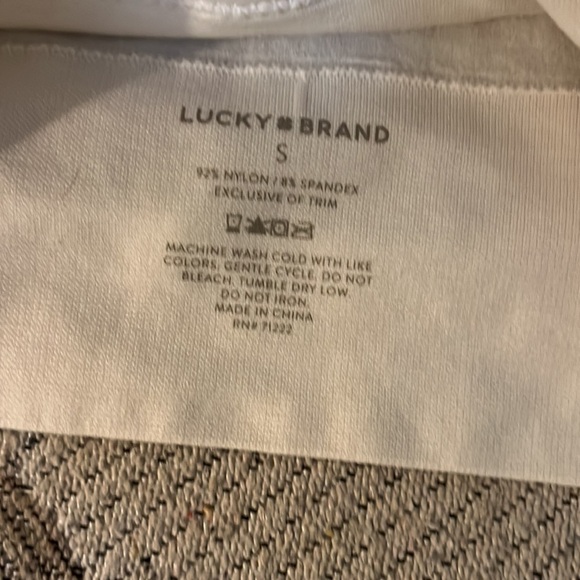 LUCKY BRAND
S
92% NYLON / 8% SPANDEX
EXCLUSIVE OF TRIM
MACHINE WASH COLD WITH LIKE
COLORS. GENTLE CYCLE. DO NOT
BLEACH. TUMBLE DRY LOW.
DO NOT IRON.
MADE IN CHINA
RN# 71222